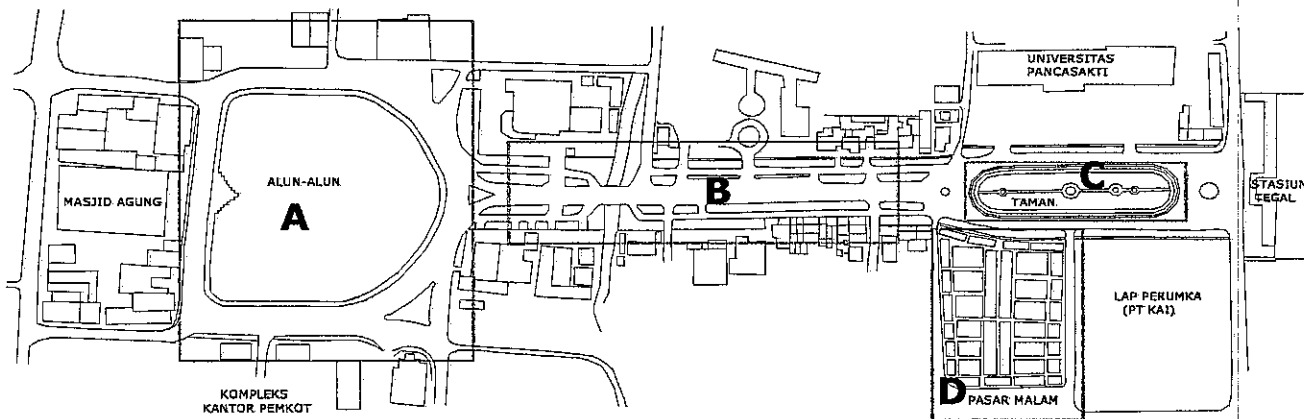 UNIVERSITAS
PANCASAKTI
ALUN-ALUN
A
MASJID AGUNG
B
C
TAMAN
STASIUN
TEGAL
LAP PERUMKA
(PT KAI)
D
PASAR MALAM
KOMPLEKS
KANTOR PEMKOT